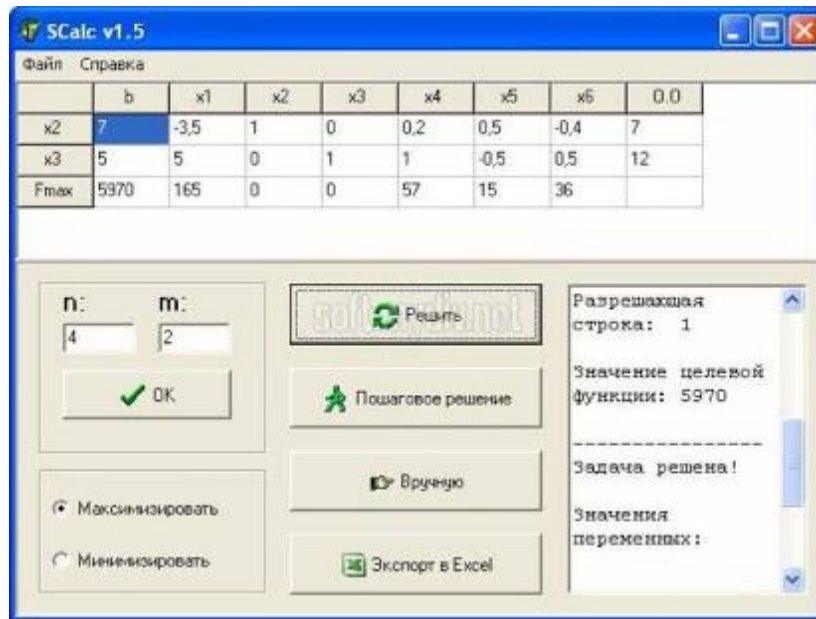 SCalc v1.5
Файл Справка
b x1 x2 x3 x4 x5 x6 О.О
x2 7 -3,5 1 0 0,2 0,5 -0,4 7
x3 5 5 0 1 1 -0,5 0,5 12
Fmax 5970 165 0 0 57 15 36
n: m:
4 2
OK
Максимизировать
Минимизировать
Решить
Пошаговое решение
Вручную
Экспорт в Excel
Разрешающая
строка: 1
Значение целевой
функции: 5970
-----------------
Задача решена!
Значения
переменных: